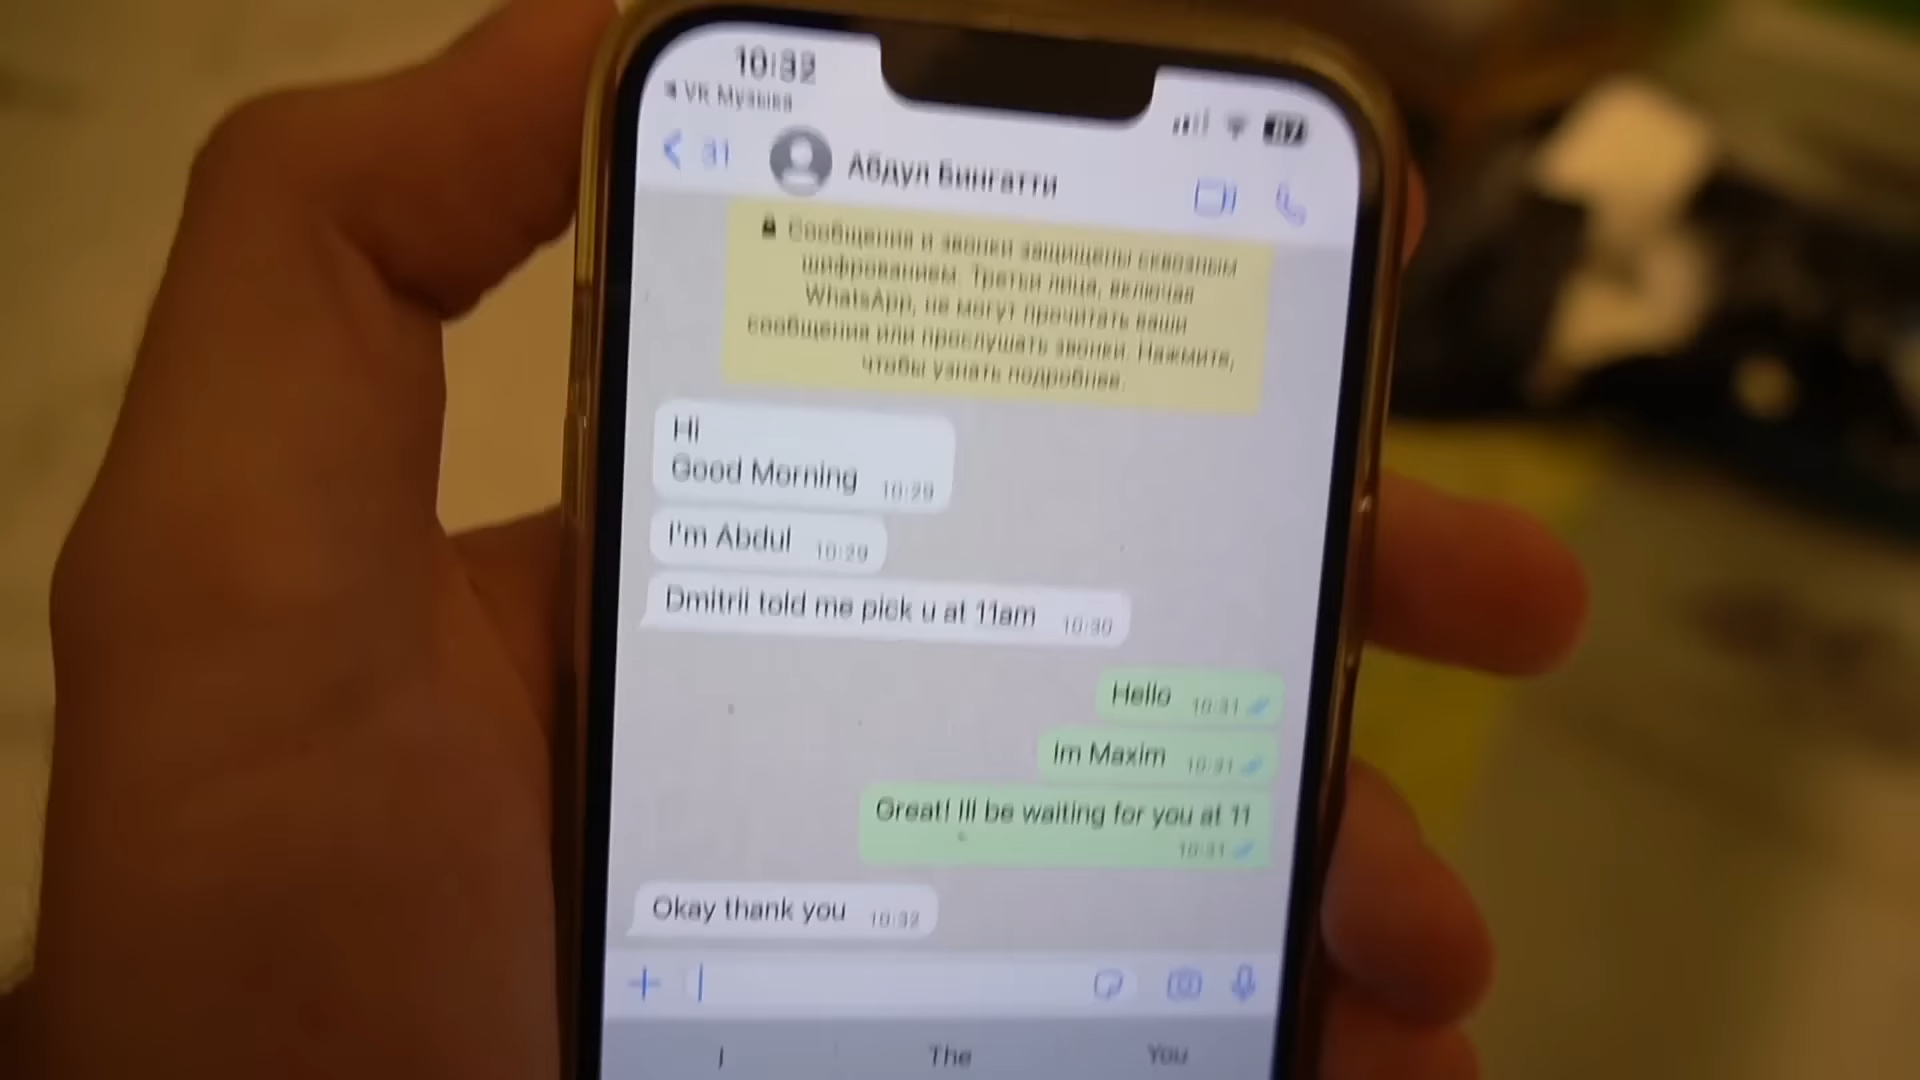 10:32
VK Музыка
31
Абдул Бингатти
Сообщения и звонки защищены сквозным
шифрованием. Третьи лица, включая
WhatsApp, не могут прочитать ваши
сообщения или прослушать звонки. Нажмите,
чтобы узнать подробнее.
Hi
Good Morning 10:29
I'm Abdul 10:29
Dmitrii told me pick u at 11am 10:30
Hello 10:31
Im Maxim 10:31
Great! Ill be waiting for you at 11
10:31
Okay thank you 10:32
I The You